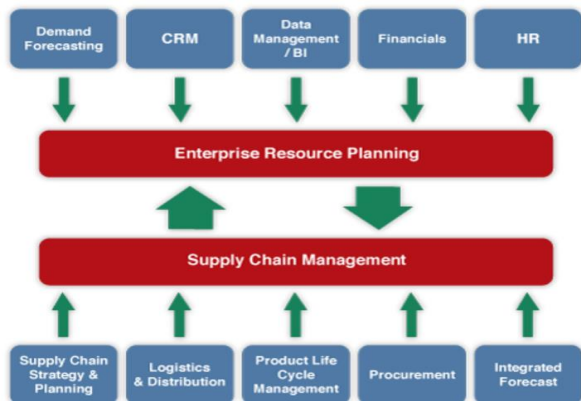 Demand
Forecasting
CRM
Data
Management
/ BI
Financials
HR
Enterprise Resource Planning
Supply Chain Management
Supply Chain
Strategy &
Planning
Logistics
& Distribution
Product Life
Cycle
Management
Procurement
Integrated
Forecast